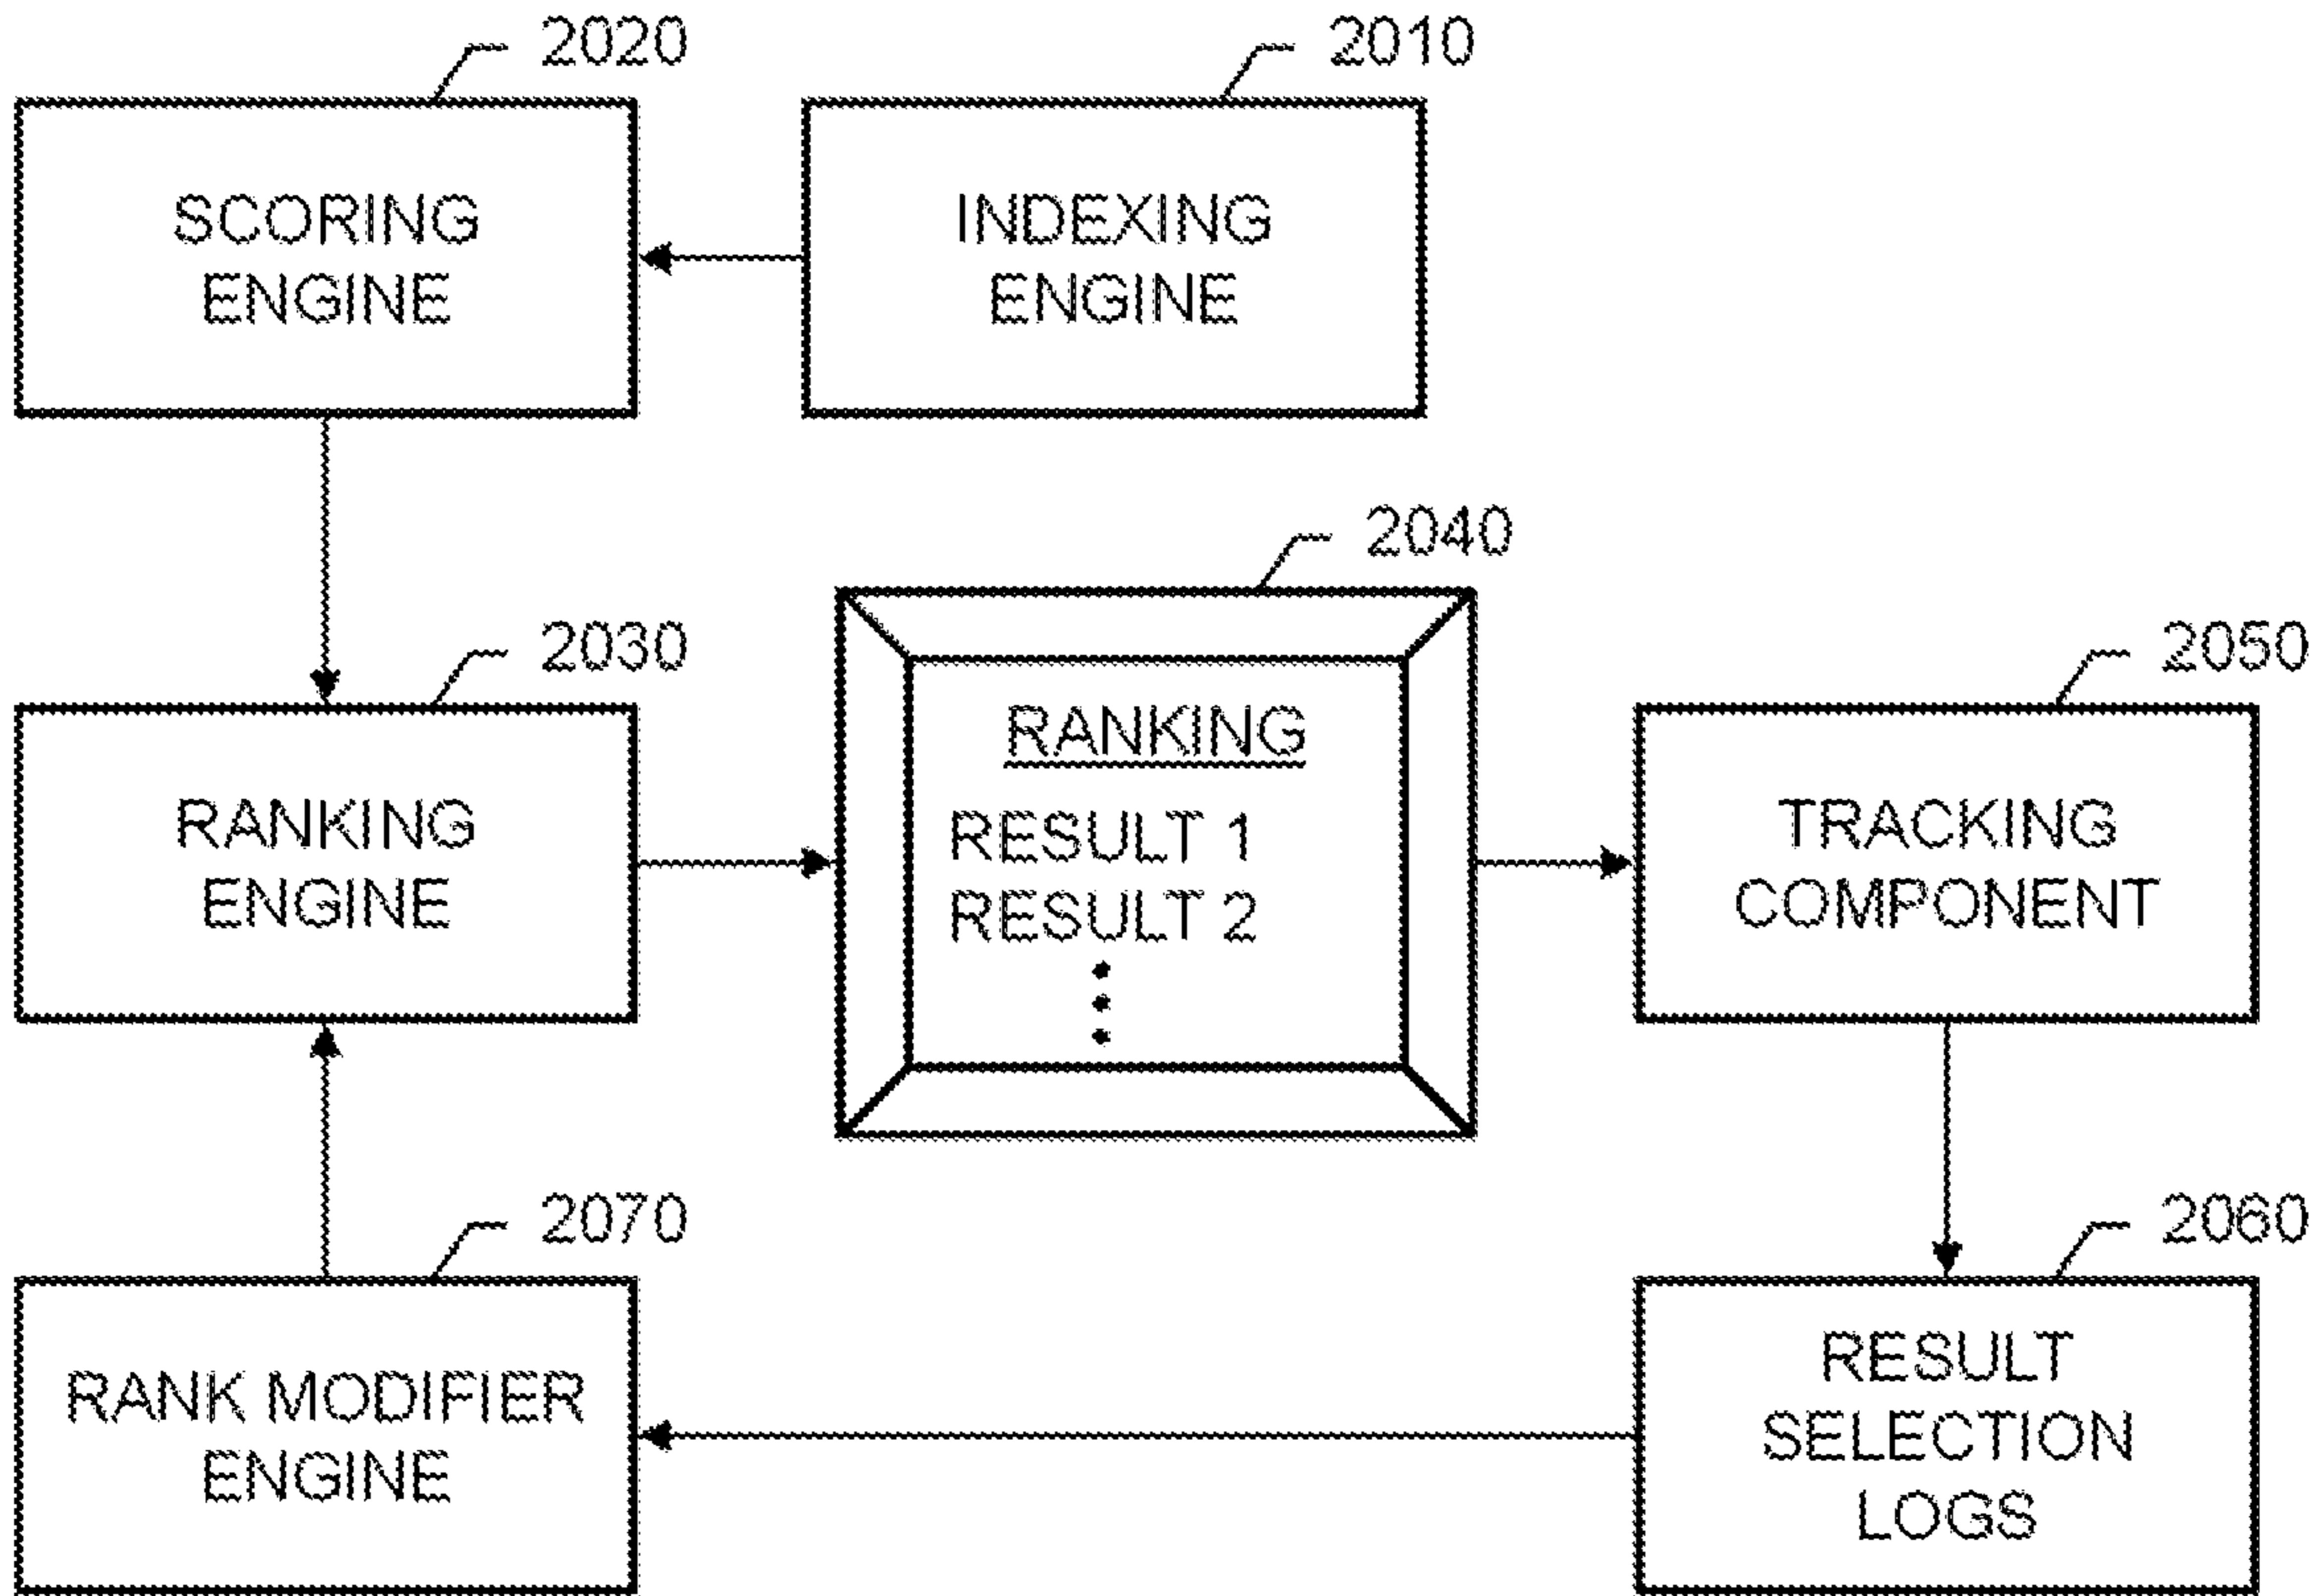 2020
2010
SCORING
ENGINE
INDEXING
ENGINE
2040
2030
2050
RANKING
ENGINE
RANKING
RESULT 1
RESULT 2
TRACKING
COMPONENT
2070
2060
RANK MODIFIER
ENGINE
RESULT
SELECTION
LOGS